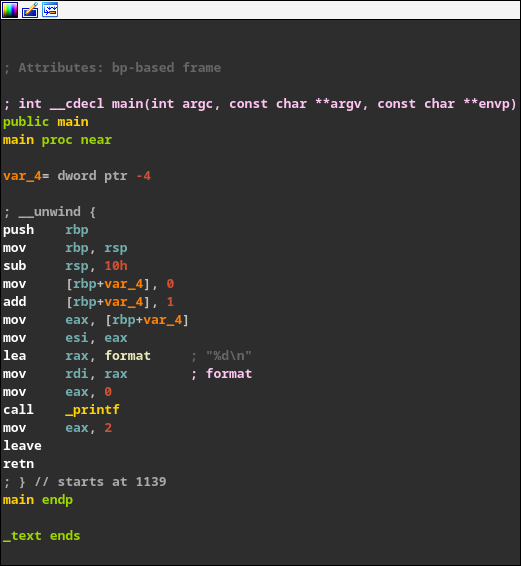 ; Attributes: bp-based frame
; int __cdecl main(int argc, const char **argv, const char **envp)
public main
main proc near
var_4= dword ptr -4
; __unwind {
push    rbp
mov     rbp, rsp
sub     rsp, 10h
mov     [rbp+var_4], 0
add     [rbp+var_4], 1
mov     eax, [rbp+var_4]
mov     esi, eax
lea     rax, format     ; "%d\n"
mov     rdi, rax        ; format
mov     eax, 0
call    _printf
mov     eax, 2
leave
retn
; } // starts at 1139
main endp
_text ends